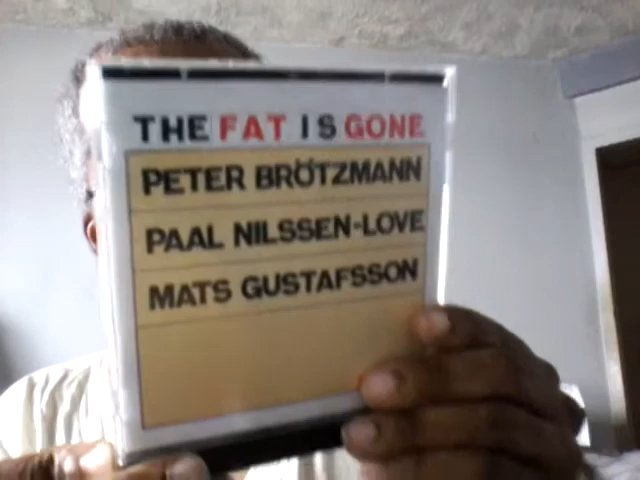 THE FAT IS GONE
PETER BRÖTZMANN
PAAL NILSSEN-LOVE
MATS GUSTAFSSON